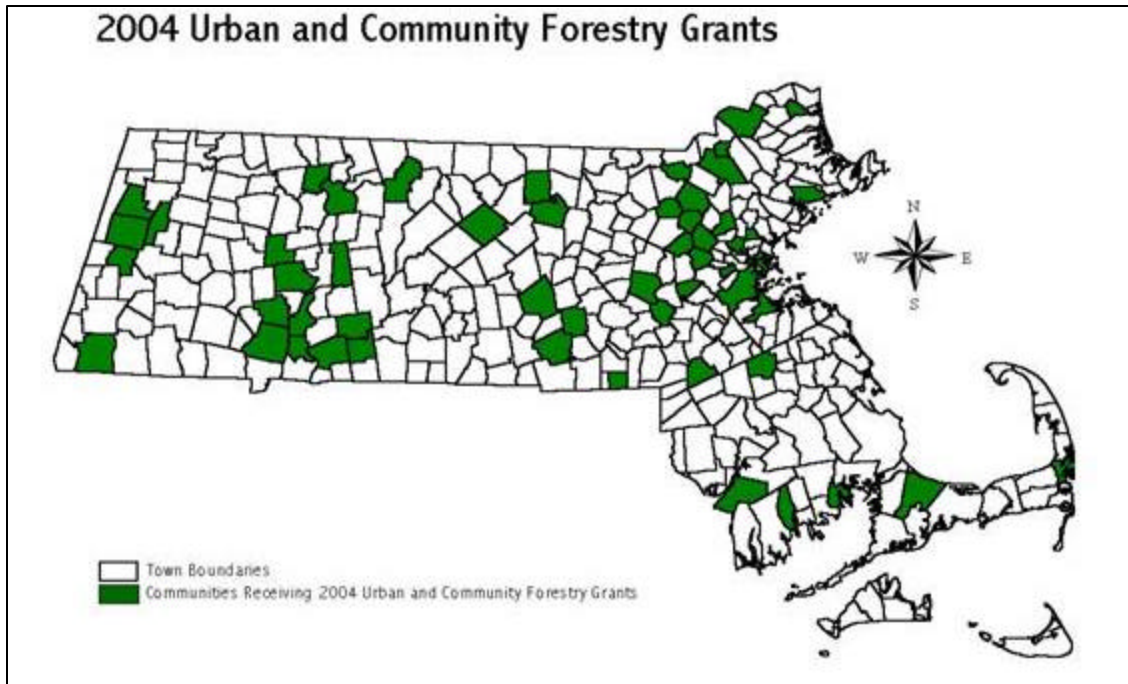 2004 Urban and Community Forestry Grants
N
W E
S
Town Boundaries
Communities Receiving 2004 Urban and Community Forestry Grants